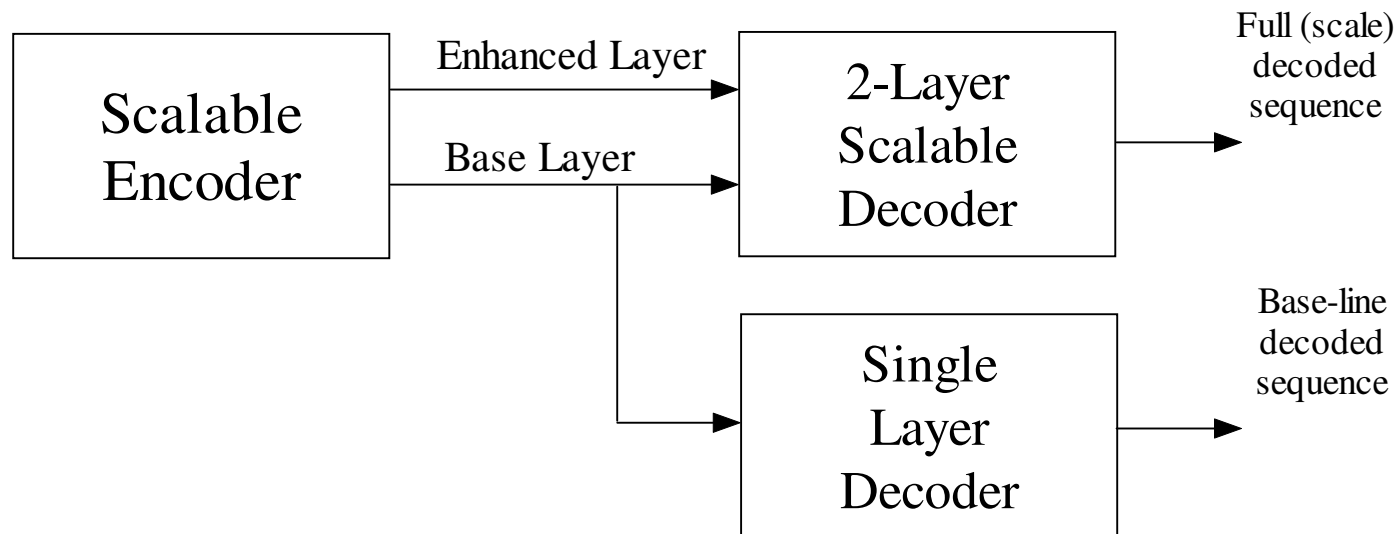 Scalable
Encoder
Enhanced Layer
Base Layer
2-Layer
Scalable
Decoder
Full (scale)
decoded
sequence
Single
Layer
Decoder
Base-line
decoded
sequence